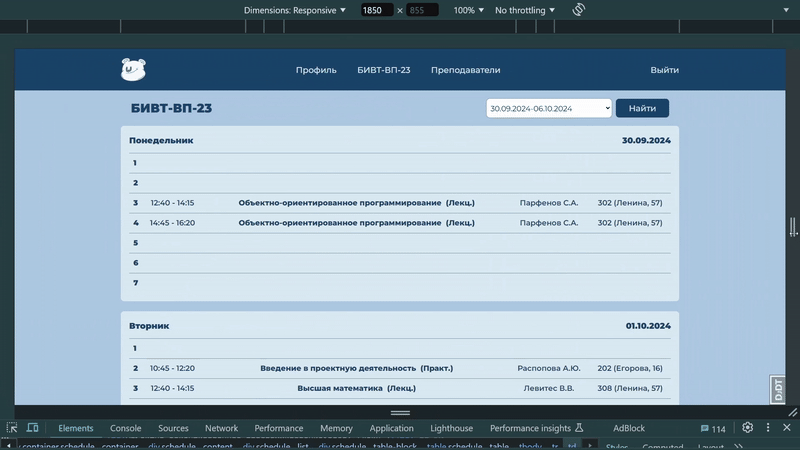 Dimensions: Responsive ▼ 1850 × 855 100% ▼ No throttling ▼
Профиль БИВТ-ВП-23 Преподаватели Выйти
БИВТ-ВП-23 30.09.2024-06.10.2024 Найти
Понедельник 30.09.2024
1
2
3 12:40 - 14:15 Объектно-ориентированное программирование (Лекц.) Парфенов С.А. 302 (Ленина, 57)
4 14:45 - 16:20 Объектно-ориентированное программирование (Лекц.) Парфенов С.А. 302 (Ленина, 57)
5
6
7
Вторник 01.10.2024
1
2 10:45 - 12:20 Введение в проектную деятельность (Практ.) Распопова А.Ю. 202 (Егорова, 16)
3 12:40 - 14:15 Высшая математика (Лекц.) Левитес В.В. 308 (Ленина, 57)
DJDT
Elements Console Sources Network Performance Memory Application Lighthouse Performance insights AdBlock 114
container.schedule container div.schedule content div.schedule list div.schedule table-block table.schedule table tbody tr td Styles Computed Layout